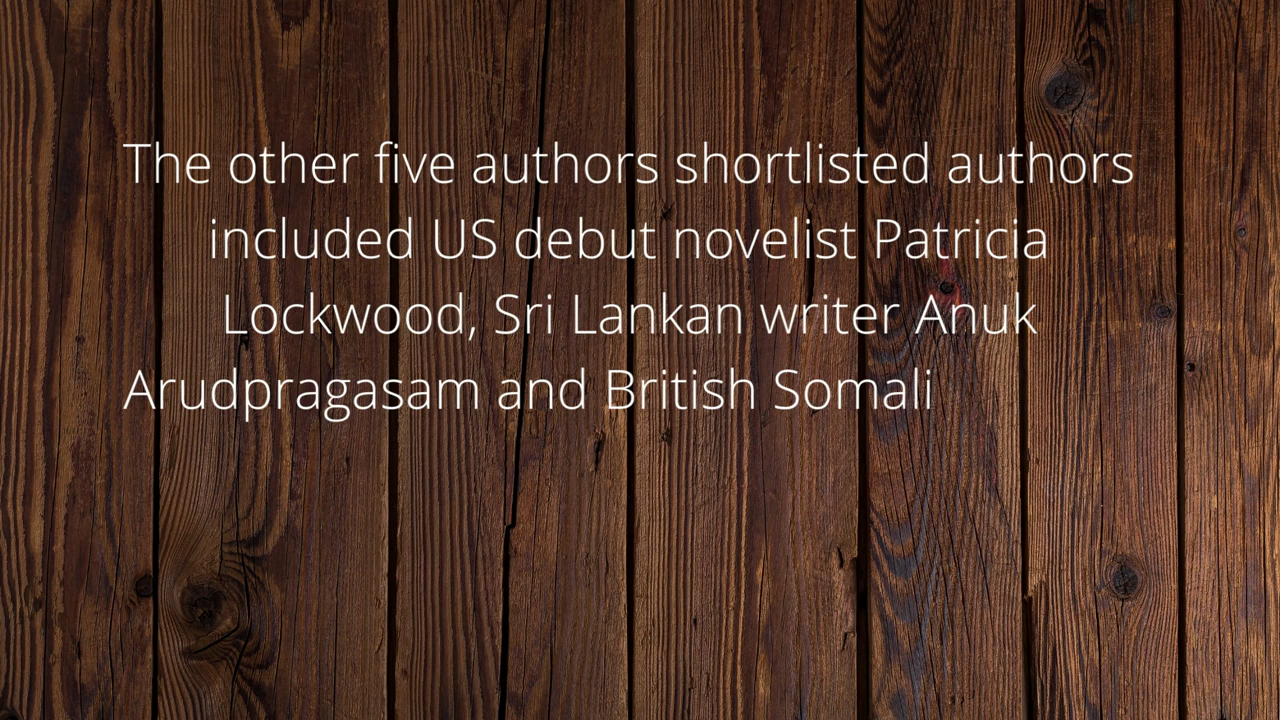 The other five authors shortlisted authors
included US debut novelist Patricia
Lockwood, Sri Lankan writer Anuk
Arudpragasam and British Somali